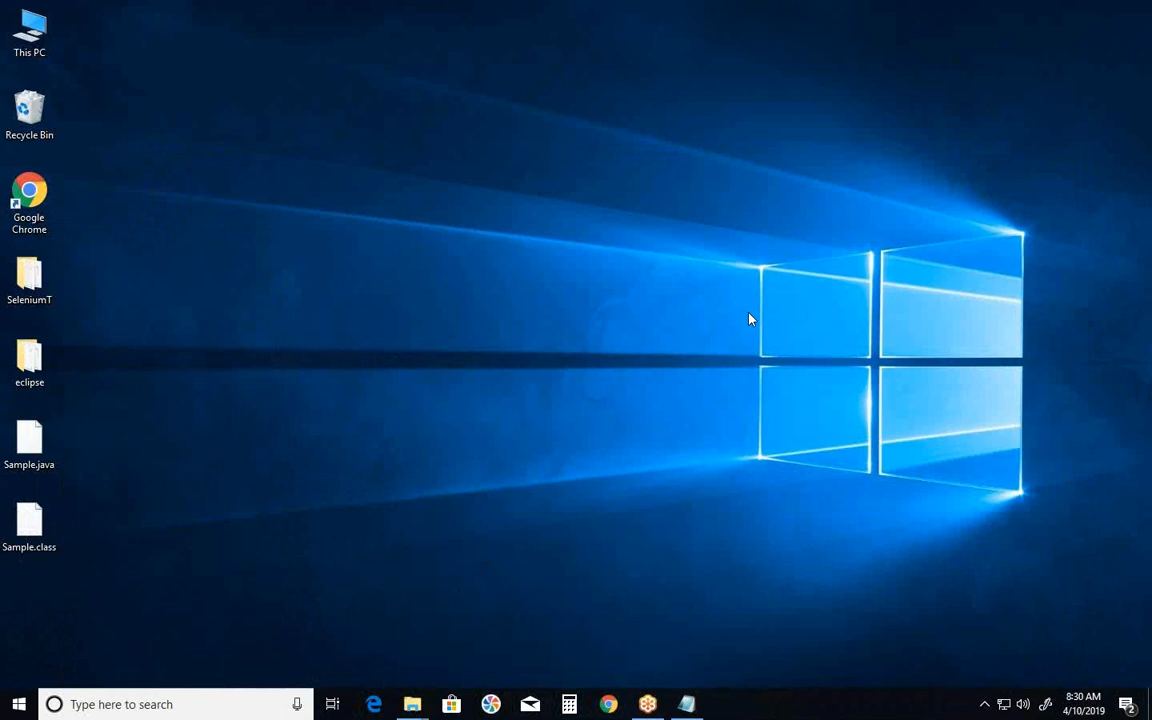 This PC
Recycle Bin
Google
Chrome
SeleniumT
eclipse
Sample.java
Sample.class
Type here to search
8:30 AM
4/10/2019
2